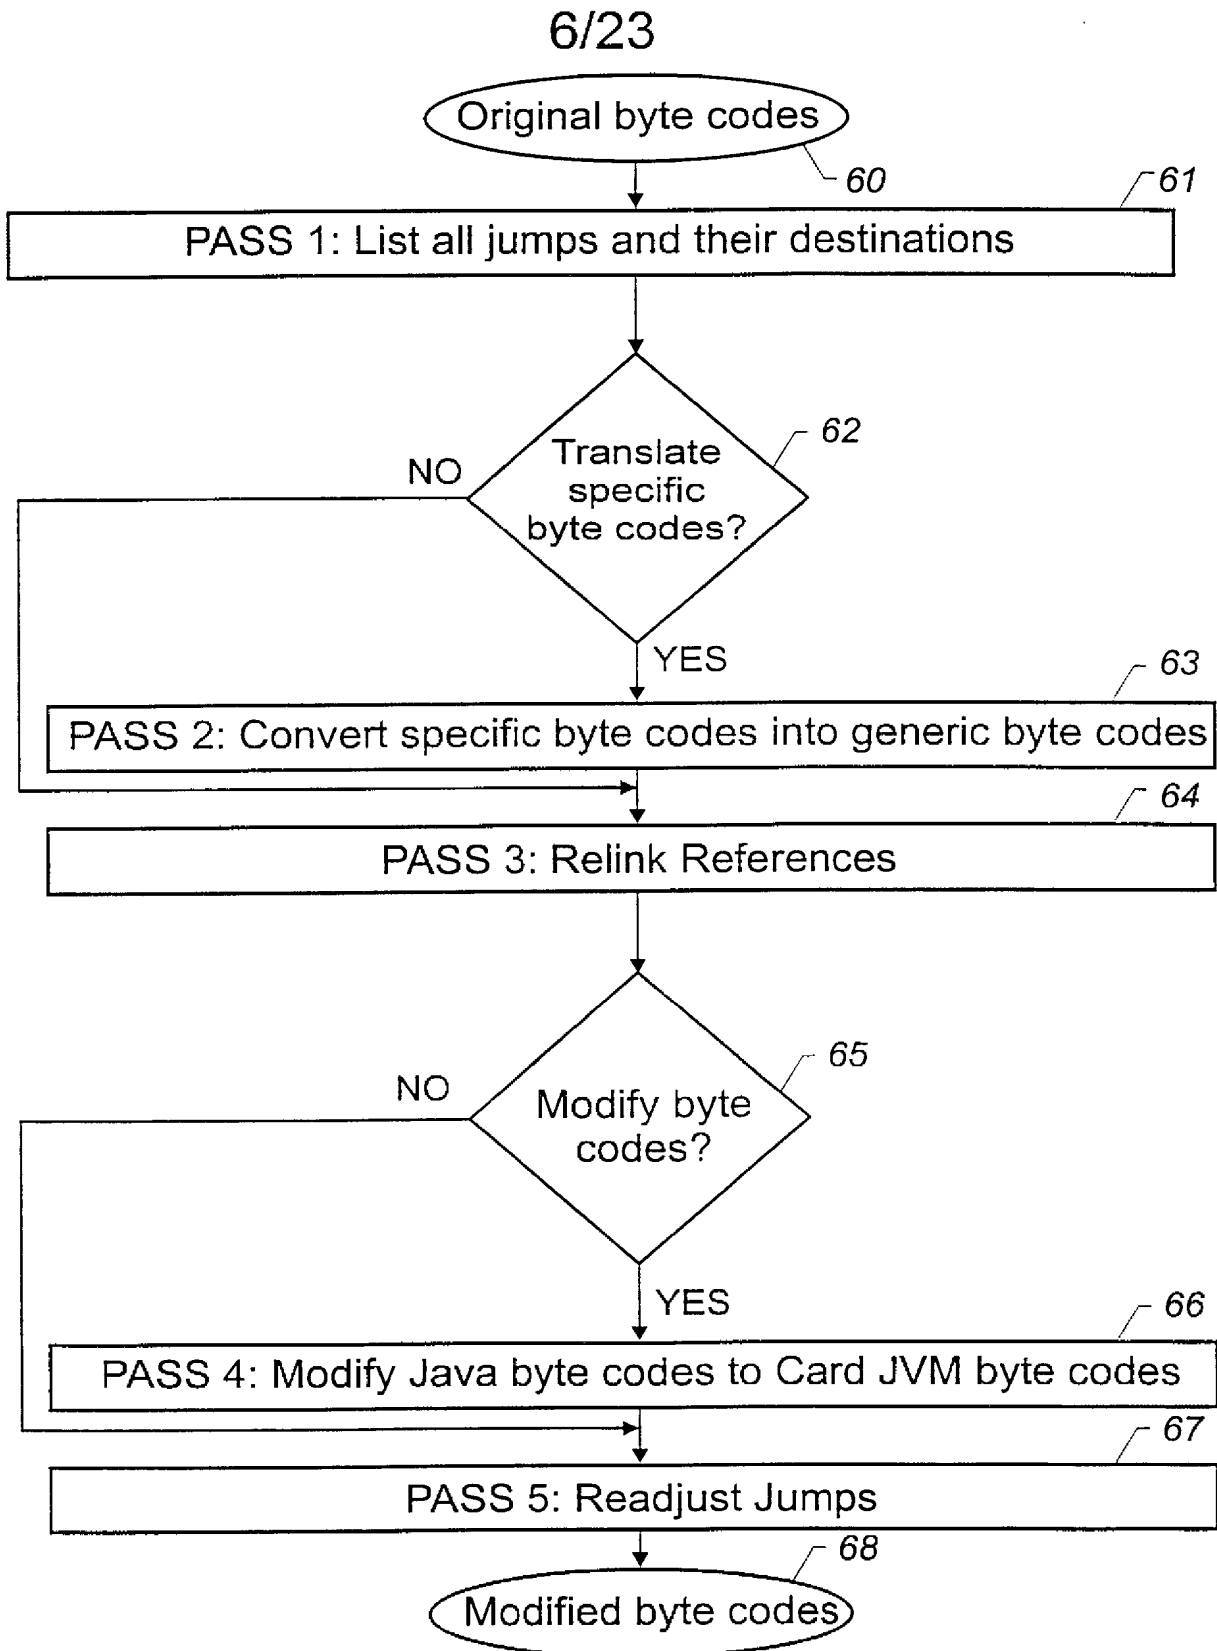 6/23
Original byte codes
60
61
PASS 1: List all jumps and their destinations
62
Translate
specific
byte codes?
NO
YES
63
PASS 2: Convert specific byte codes into generic byte codes
64
PASS 3: Relink References
65
Modify byte
codes?
NO
YES
66
PASS 4: Modify Java byte codes to Card JVM byte codes
67
PASS 5: Readjust Jumps
68
Modified byte codes